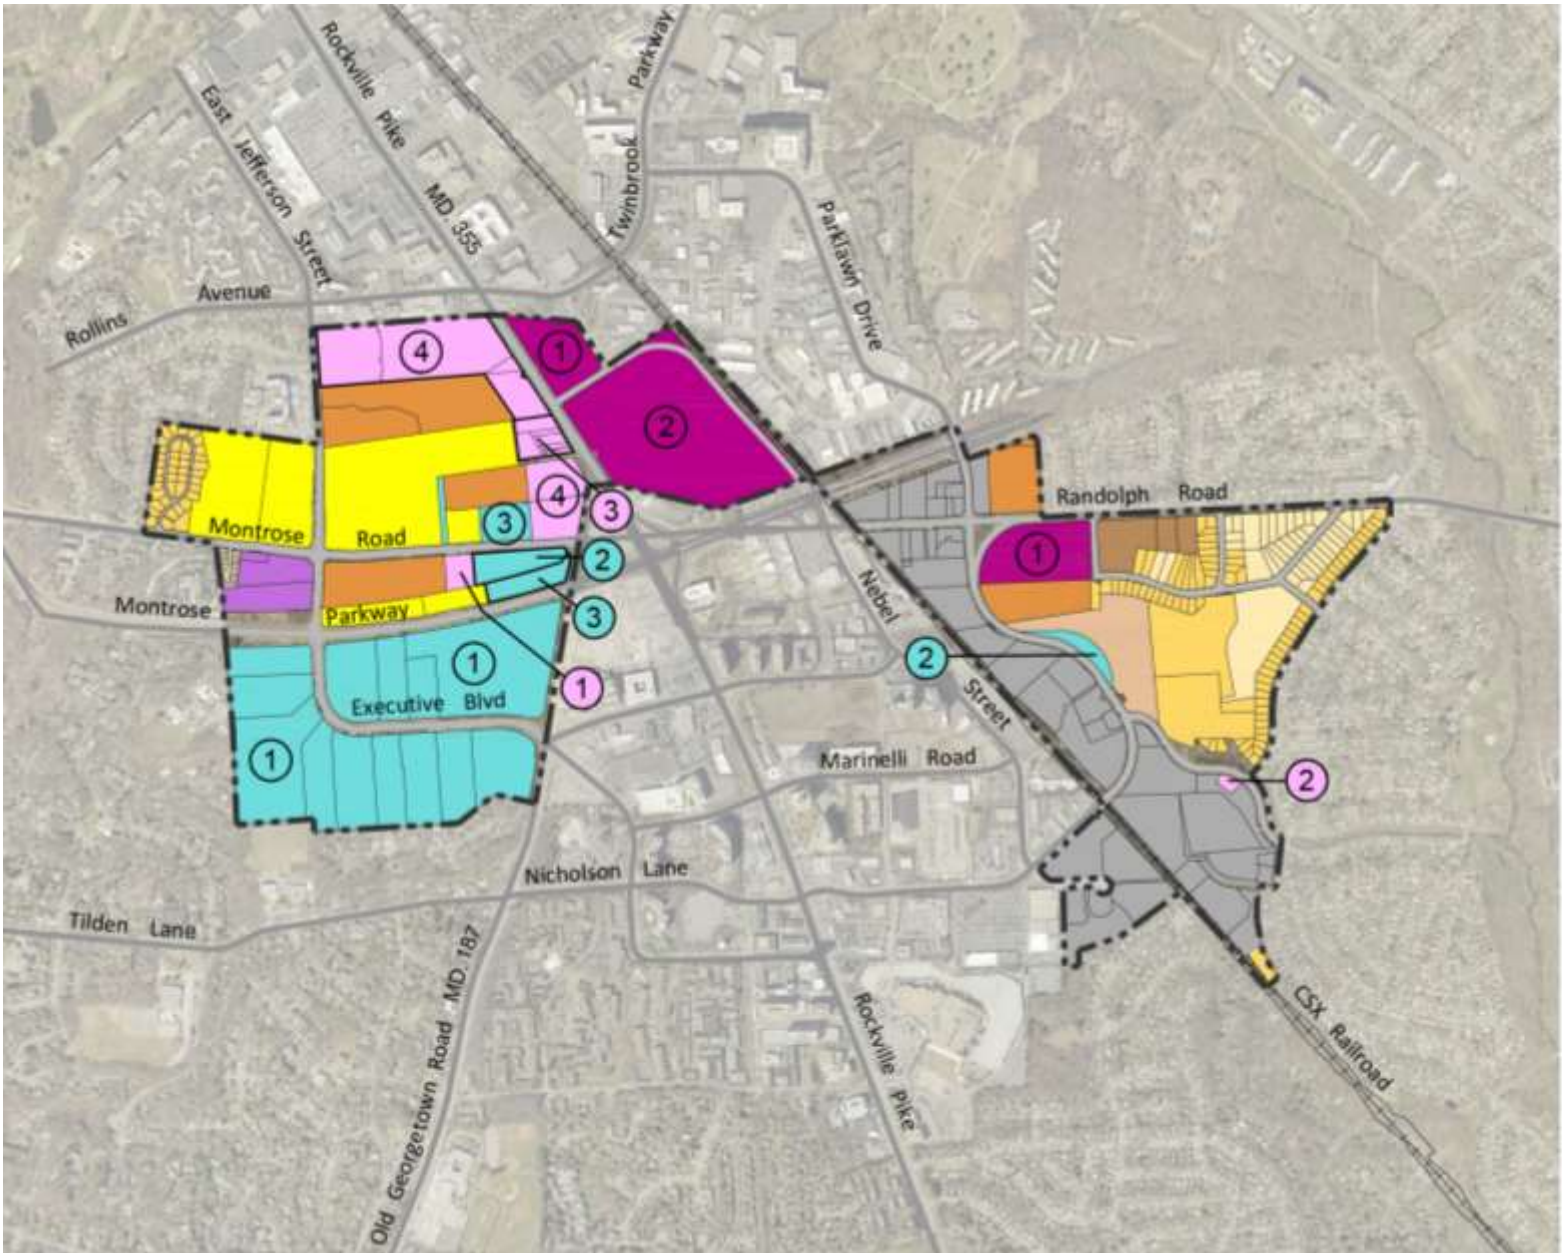 Rockville Pike MD. 355
East Jefferson Street
Twinbrook Parkway
Parklawn Drive
Rollins Avenue
4
1
2
4
3
3
Randolph Road
Montrose Road
1
2
Montrose Parkway
3
Nebel Street
1
2
1
Executive Blvd
1
Marinelli Road
2
Nicholson Lane
Tilden Lane
Old Georgetown Road MD. 187
Rockville Pike
CSX Railroad